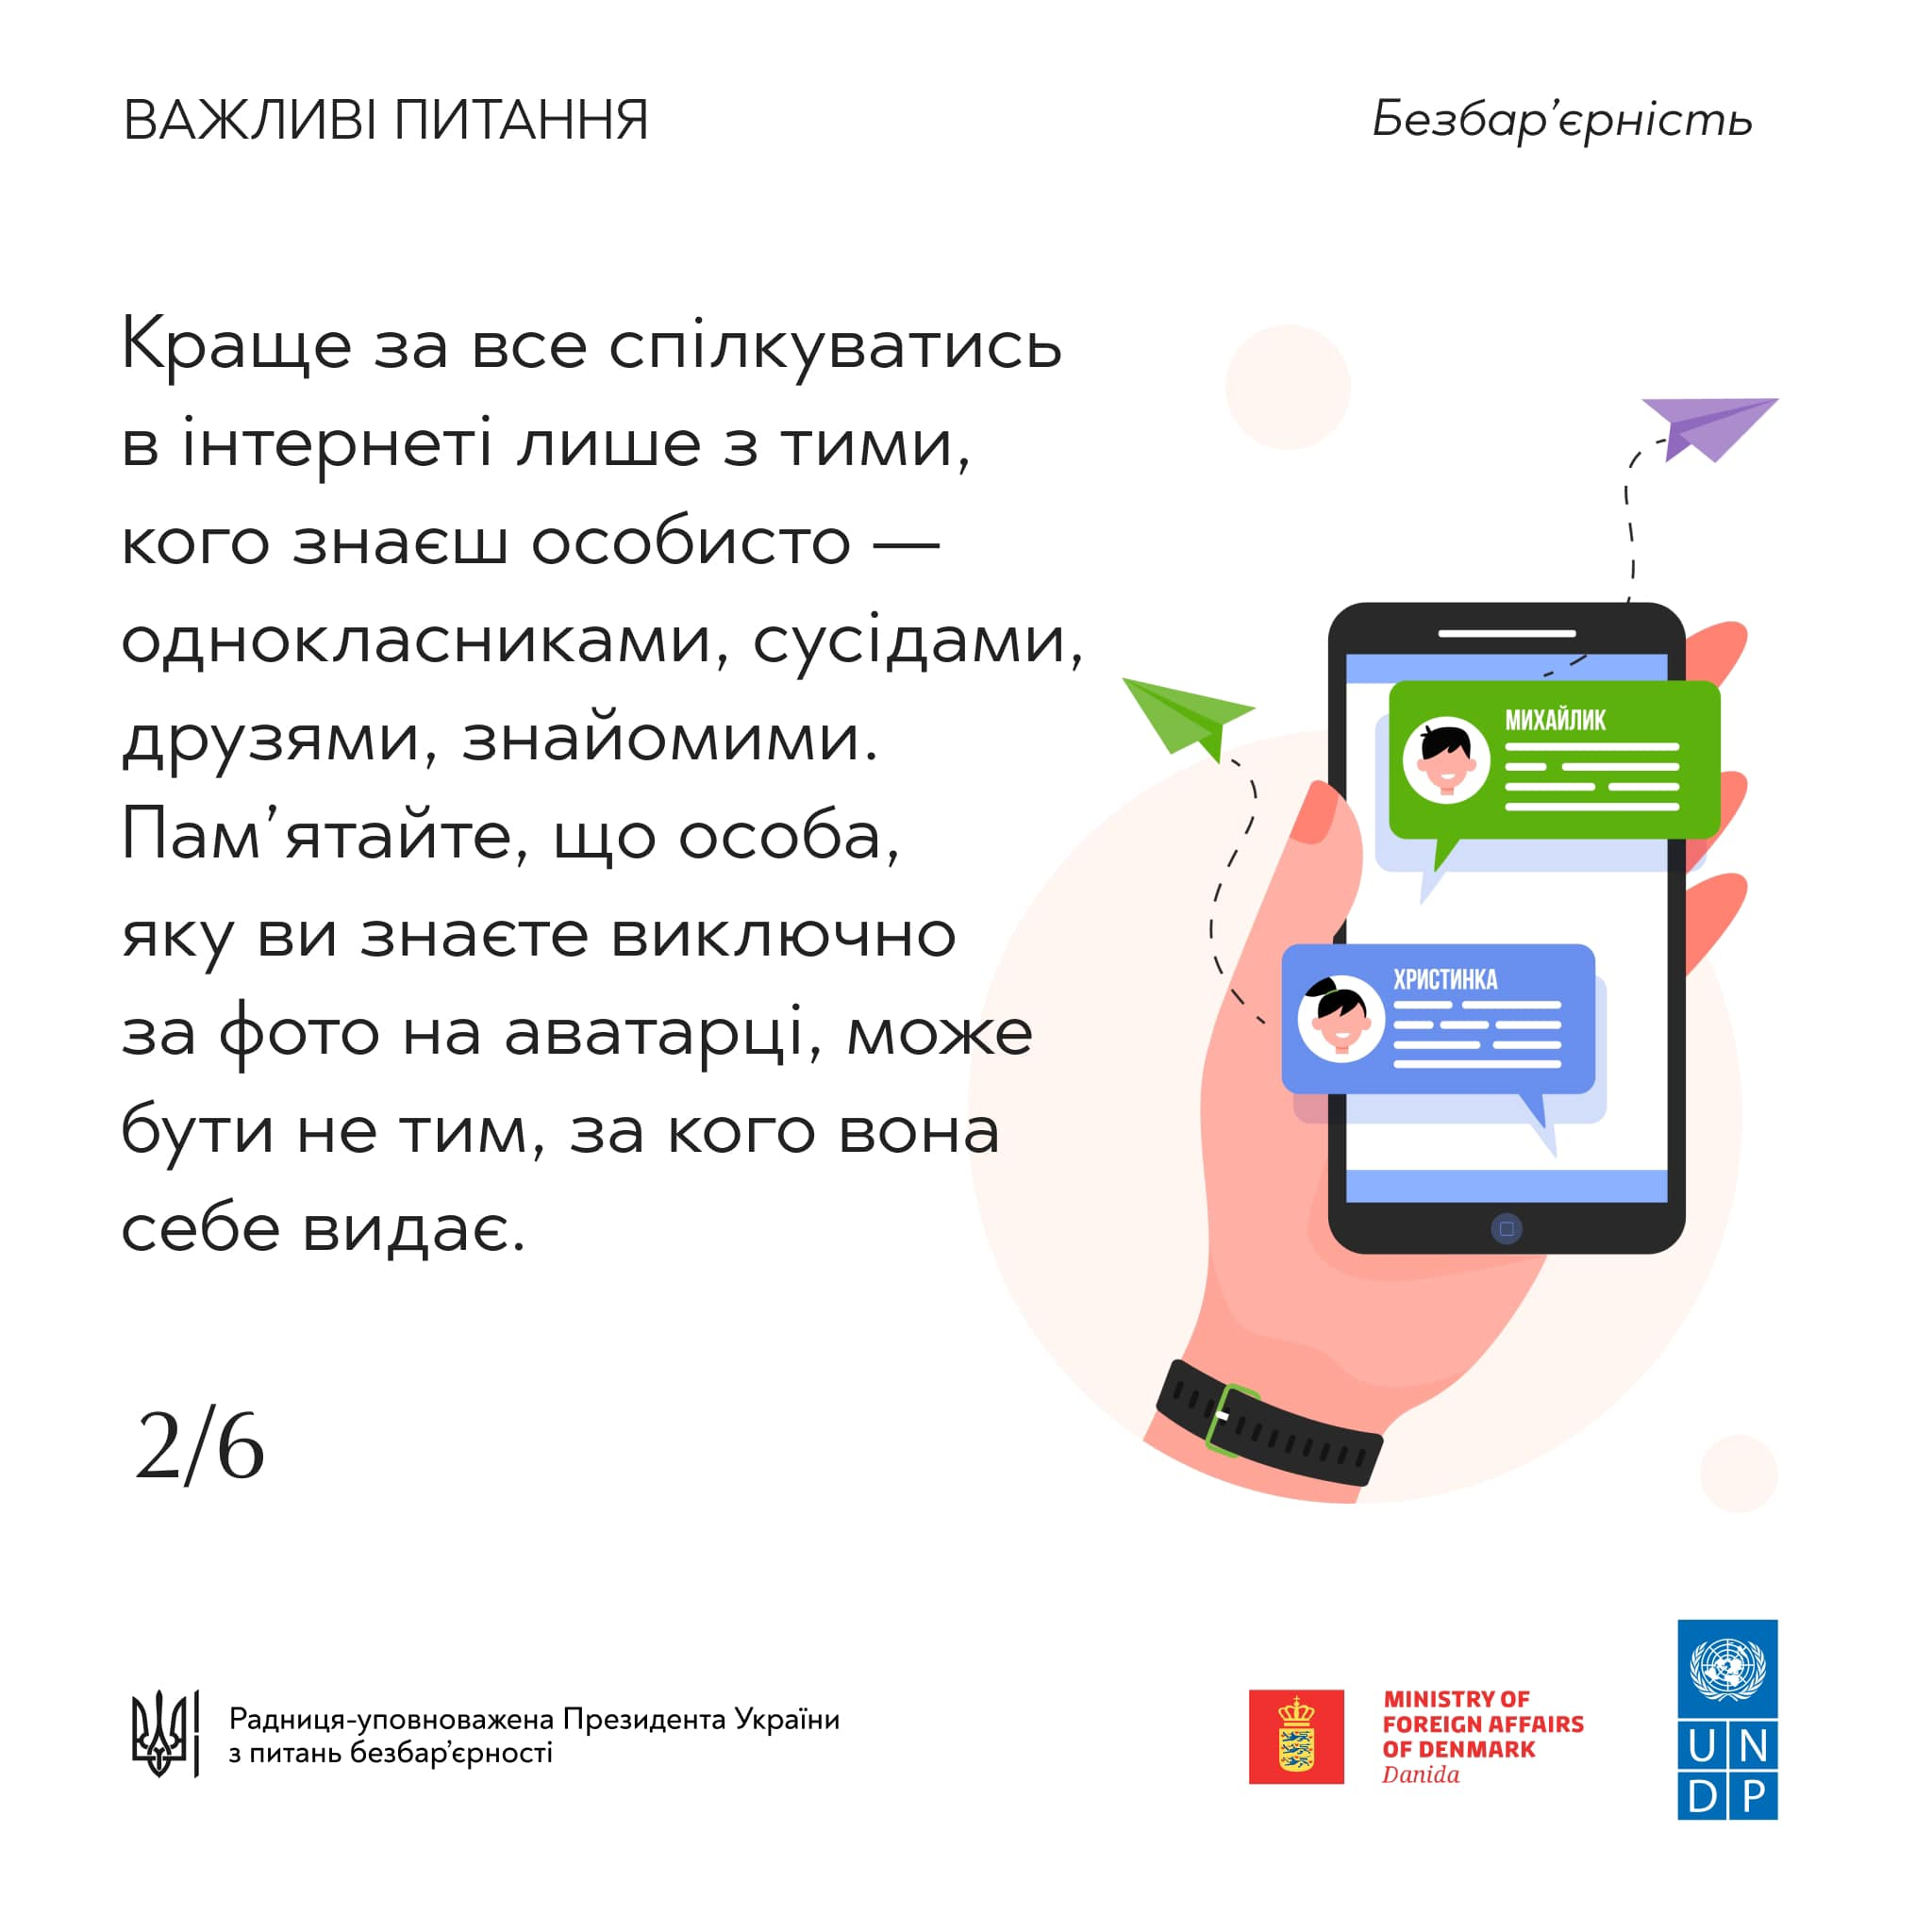 ВАЖЛИВІ ПИТАННЯ
Безбар’єрність
Краще за все спілкуватись
в інтернеті лише з тими,
кого знаєш особисто —
однокласниками, сусідами,
друзями, знайомими.
Пам’ятайте, що особа,
яку ви знаєте виключно
за фото на аватарці, може
бути не тим, за кого вона
себе видає.
МИХАЙЛИК
ХРИСТИНКА
2/6
Радниця-уповноважена Президента України
з питань безбар’єрності
MINISTRY OF
FOREIGN AFFAIRS
OF DENMARK
Danida
UN
DP